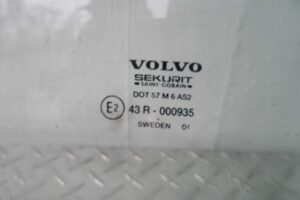 VOLVO
SEKURIT
SAINT-GOBAIN
DOT 57 M 6 AS2
E2 43 R - 000935
SWEDEN 01